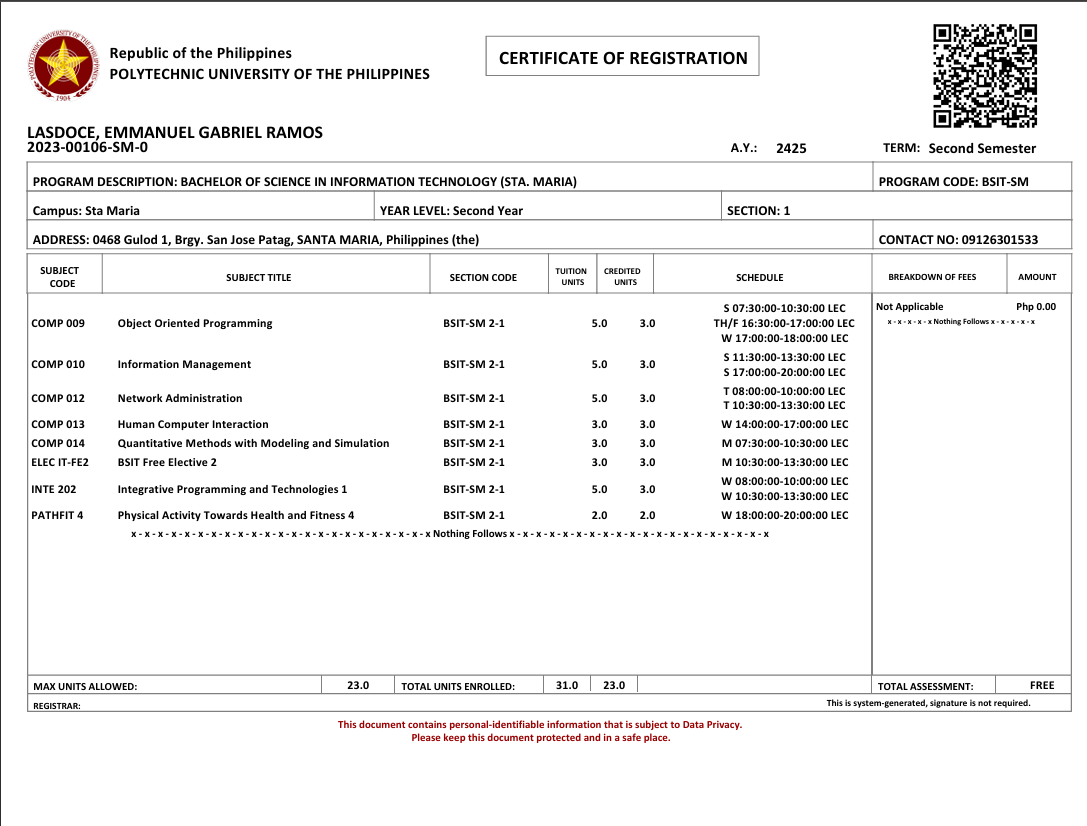 Republic of the Philippines
POLYTECHNIC UNIVERSITY OF THE PHILIPPINES
POLYTECHNIC UNIVERSITY OF THE PHILIPPINES
1904
CERTIFICATE OF REGISTRATION
LASDOCE, EMMANUEL GABRIEL RAMOS
2023-00106-SM-0
A.Y.: 2425 TERM: Second Semester
PROGRAM DESCRIPTION: BACHELOR OF SCIENCE IN INFORMATION TECHNOLOGY (STA. MARIA) PROGRAM CODE: BSIT-SM
Campus: Sta Maria YEAR LEVEL: Second Year SECTION: 1
ADDRESS: 0468 Gulod 1, Brgy. San Jose Patag, SANTA MARIA, Philippines (the) CONTACT NO: 09126301533
SUBJECT CODE SUBJECT TITLE SECTION CODE TUITION UNITS CREDITED UNITS SCHEDULE BREAKDOWN OF FEES AMOUNT
Not Applicable Php 0.00
x - x - x - x - x Nothing Follows x - x - x - x - x
S 07:30:00-10:30:00 LEC
COMP 009 Object Oriented Programming BSIT-SM 2-1 5.0 3.0 TH/F 16:30:00-17:00:00 LEC
W 17:00:00-18:00:00 LEC
COMP 010 Information Management BSIT-SM 2-1 5.0 3.0 S 11:30:00-13:30:00 LEC
S 17:00:00-20:00:00 LEC
COMP 012 Network Administration BSIT-SM 2-1 5.0 3.0 T 08:00:00-10:00:00 LEC
T 10:30:00-13:30:00 LEC
COMP 013 Human Computer Interaction BSIT-SM 2-1 3.0 3.0 W 14:00:00-17:00:00 LEC
COMP 014 Quantitative Methods with Modeling and Simulation BSIT-SM 2-1 3.0 3.0 M 07:30:00-10:30:00 LEC
ELEC IT-FE2 BSIT Free Elective 2 BSIT-SM 2-1 3.0 3.0 M 10:30:00-13:30:00 LEC
INTE 202 Integrative Programming and Technologies 1 BSIT-SM 2-1 5.0 3.0 W 08:00:00-10:00:00 LEC
W 10:30:00-13:30:00 LEC
PATHFIT 4 Physical Activity Towards Health and Fitness 4 BSIT-SM 2-1 2.0 2.0 W 18:00:00-20:00:00 LEC
x - x - x - x - x - x - x - x - x - x - x - x - x - x - x - x - x - x - x - x - x - x - x Nothing Follows x - x - x - x - x - x - x - x - x - x - x - x - x - x - x - x - x - x - x - x
MAX UNITS ALLOWED: 23.0 TOTAL UNITS ENROLLED: 31.0 23.0 TOTAL ASSESSMENT: FREE
REGISTRAR: This is system-generated, signature is not required.
This document contains personal-identifiable information that is subject to Data Privacy.
Please keep this document protected and in a safe place.